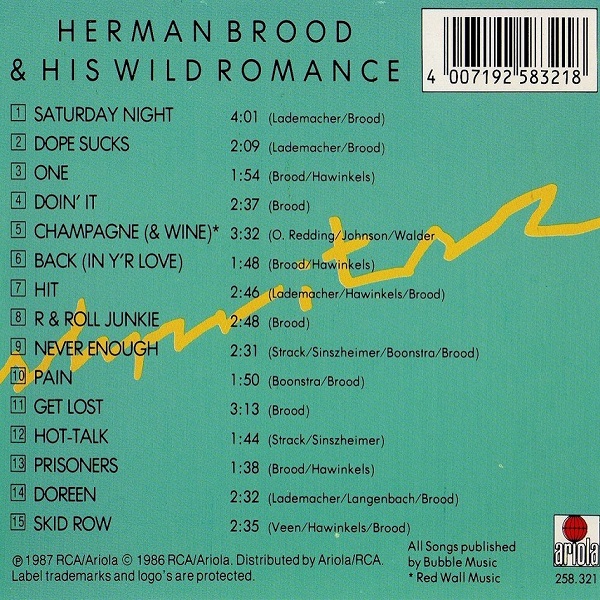 HERMAN BROOD
& HIS WILD ROMANCE
4 007192 583218
1 SATURDAY NIGHT 4:01 (Lademacher/Brood)
2 DOPE SUCKS 2:09 (Lademacher/Brood)
3 ONE 1:54 (Brood/Hawinkels)
4 DOIN' IT 2:37 (Brood)
5 CHAMPAGNE (& WINE)* 3:32 (O. Redding/Johnson/Walder
6 BACK (IN Y'R LOVE) 1:48 (Brood/Hawinkels)
7 HIT 2:46 (Lademacher/Hawinkels/Brood)
8 R & ROLL JUNKIE 2:48 (Brood)
9 NEVER ENOUGH 2:31 (Strack/Sinszheimer/Boonstra/Brood)
10 PAIN 1:50 (Boonstra/Brood)
11 GET LOST 3:13 (Brood)
12 HOT-TALK 1:44 (Strack/Sinszheimer)
13 PRISONERS 1:38 (Brood/Hawinkels)
14 DOREEN 2:32 (Lademacher/Langenbach/Brood)
15 SKID ROW 2:35 (Veen/Hawinkels/Brood)
℗ 1987 RCA/Ariola © 1986 RCA/Ariola. Distributed by Ariola/RCA.
Label trademarks and logo's are protected.
All Songs published
by Bubble Music
* Red Wall Music
ariola
258.321